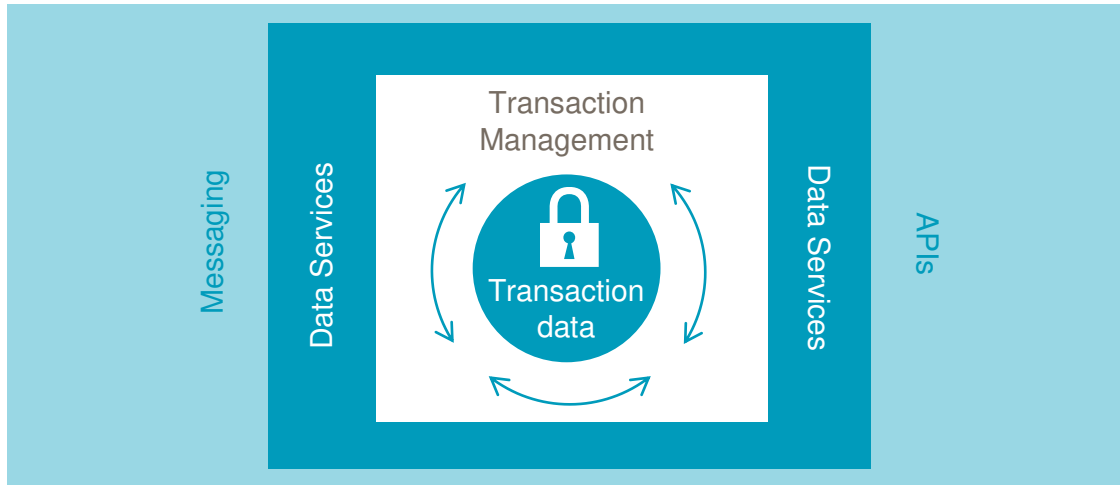 Transaction
Management
Messaging
Data Services
Transaction
data
Data Services
APIs